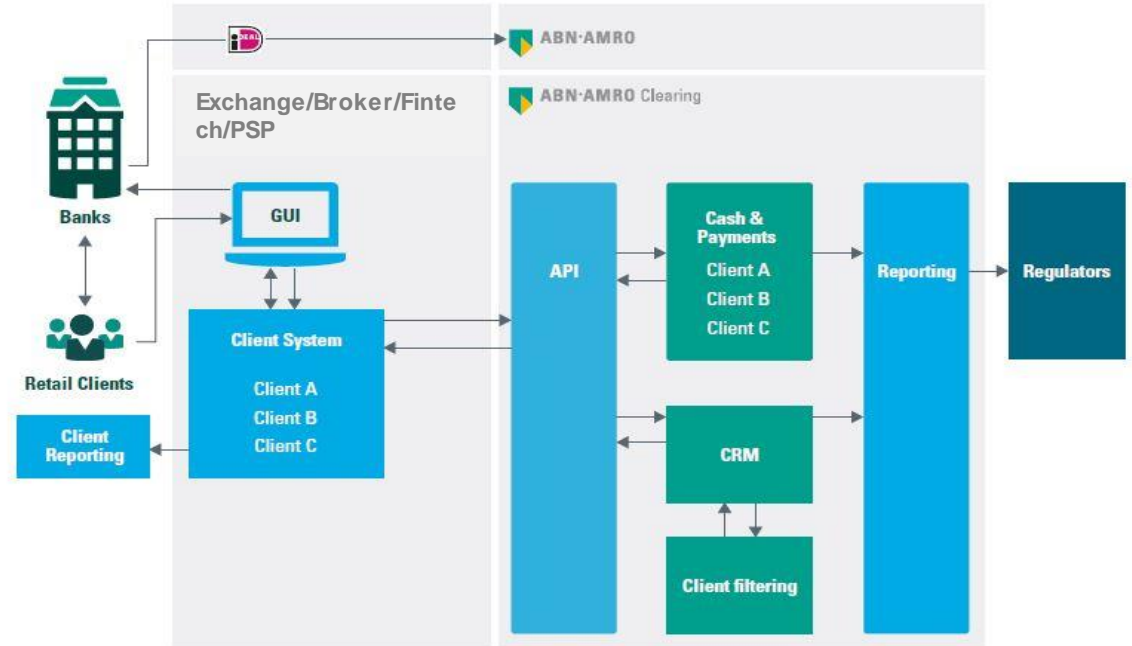 iDEAL
ABN·AMRO
Exchange/Broker/Finte
ch/PSP
ABN·AMRO Clearing
Banks
GUI
API
Cash &
Payments
Client A
Client B
Client C
Reporting
Regulators
Retail Clients
Client System
Client A
Client B
Client C
Client
Reporting
CRM
Client filtering